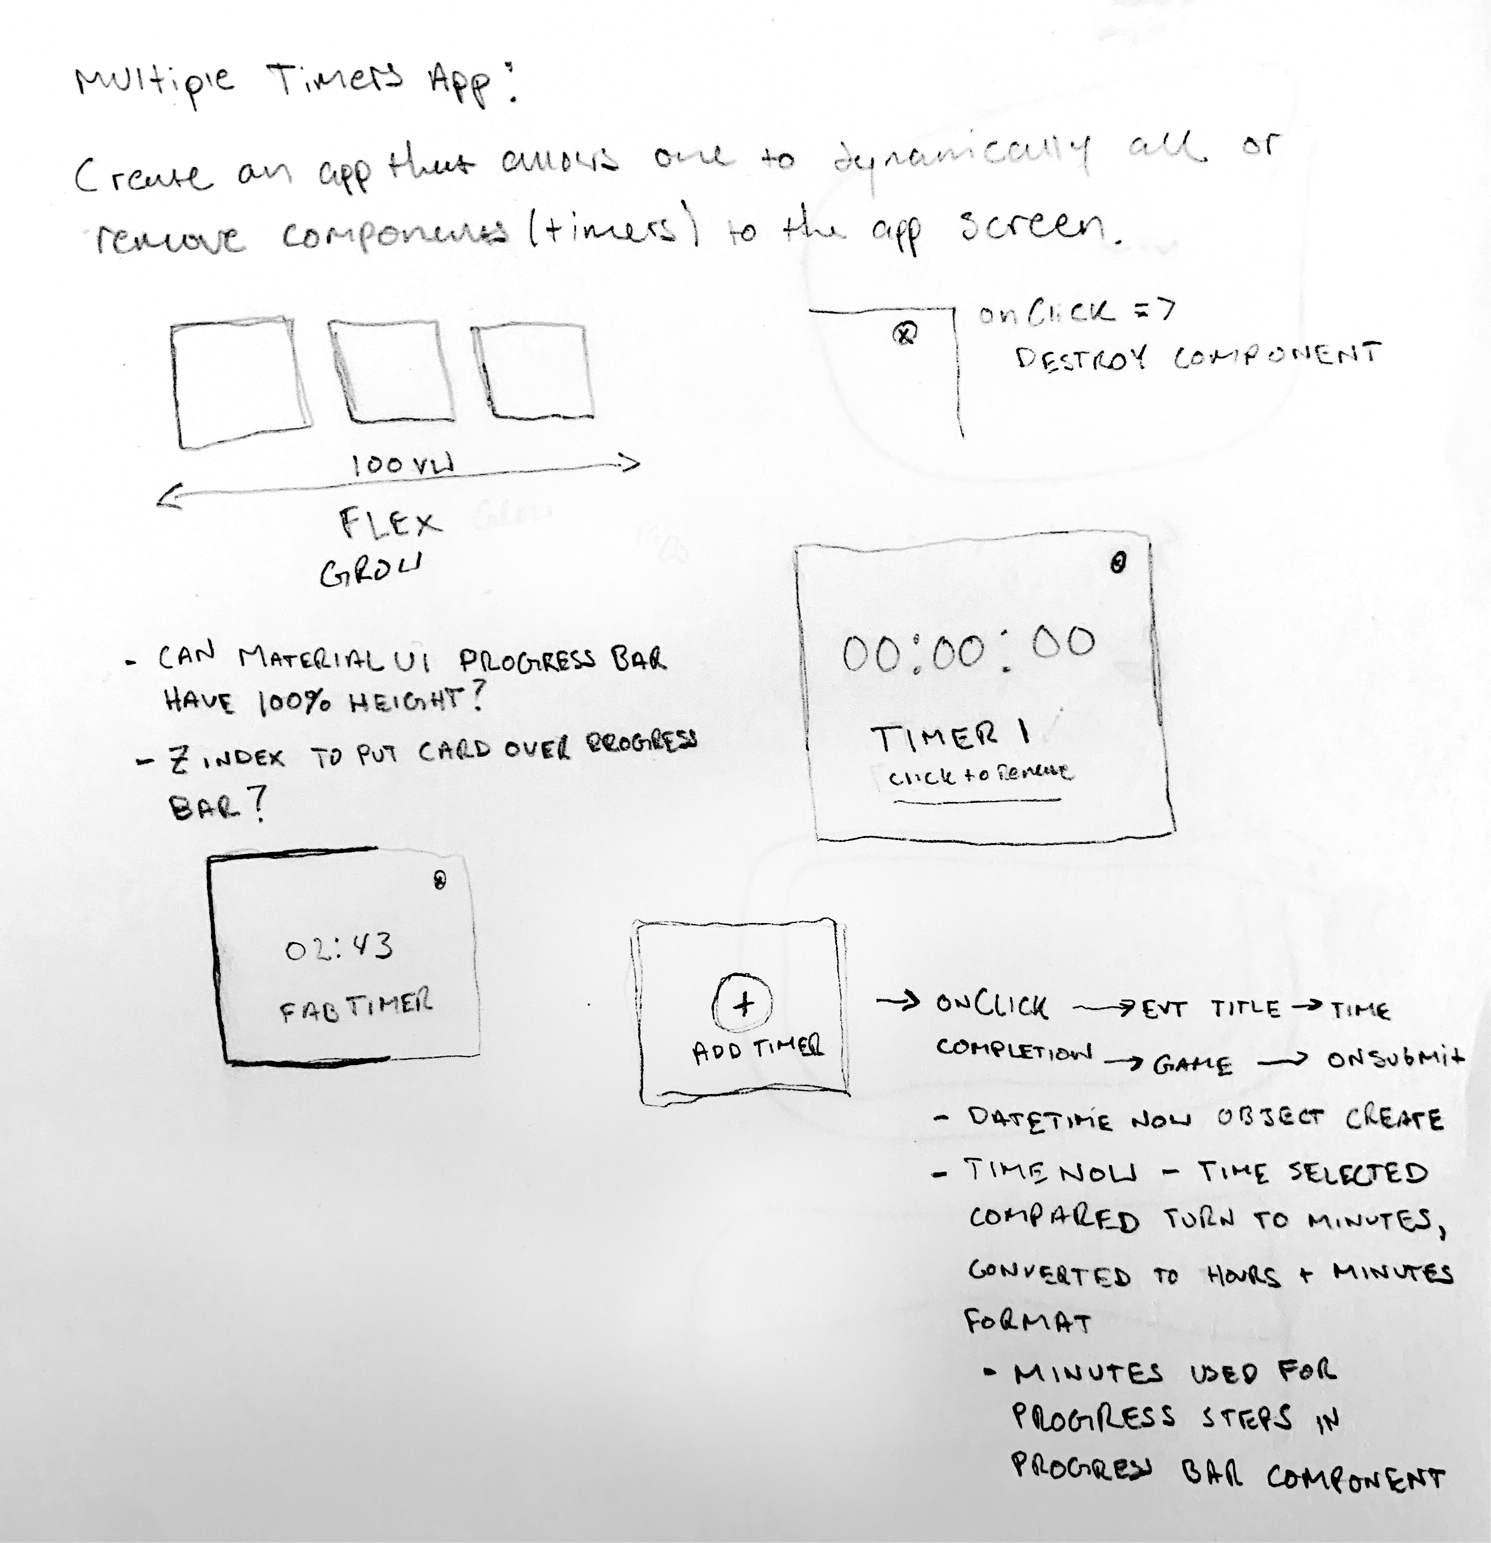 Multiple Timers App:
Create an app that allows one to dynamically add or
remove components (timers) to the app screen.
onClick =>
DESTROY COMPONENT
100 VW
FLEX
GROW
- CAN MATERIAL UI PROGRESS BAR
HAVE 100% HEIGHT?
- Z INDEX TO PUT CARD OVER PROGRESS
BAR?
00:00:00
TIMER 1
click to remove
02:43
FAB TIMER
+
ADD TIMER
→ ONCLICK → EVT TITLE → TIME
COMPLETION → GAME → ONSUBMIT
- DATETIME NOW OBJECT CREATE
- TIME NOW - TIME SELECTED
COMPARED TURN TO MINUTES,
CONVERTED TO HOURS + MINUTES
FORMAT
- MINUTES USED FOR
PROGRESS STEPS IN
PROGRESS BAR COMPONENT